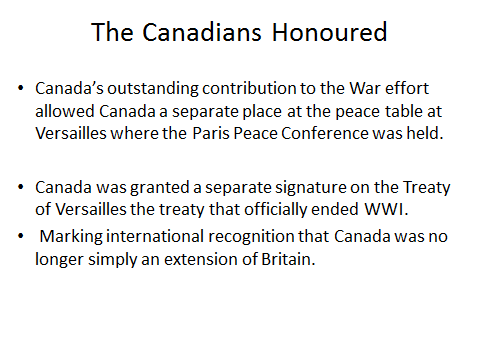 The Canadians Honoured
• Canada's outstanding contribution to the War effort
allowed Canada a separate place at the peace table at
Versailles where the Paris Peace Conference was held.
• Canada was granted a separate signature on the Treaty
of Versailles the treaty that officially ended WWI.
• Marking international recognition that Canada was no
longer simply an extension of Britain.